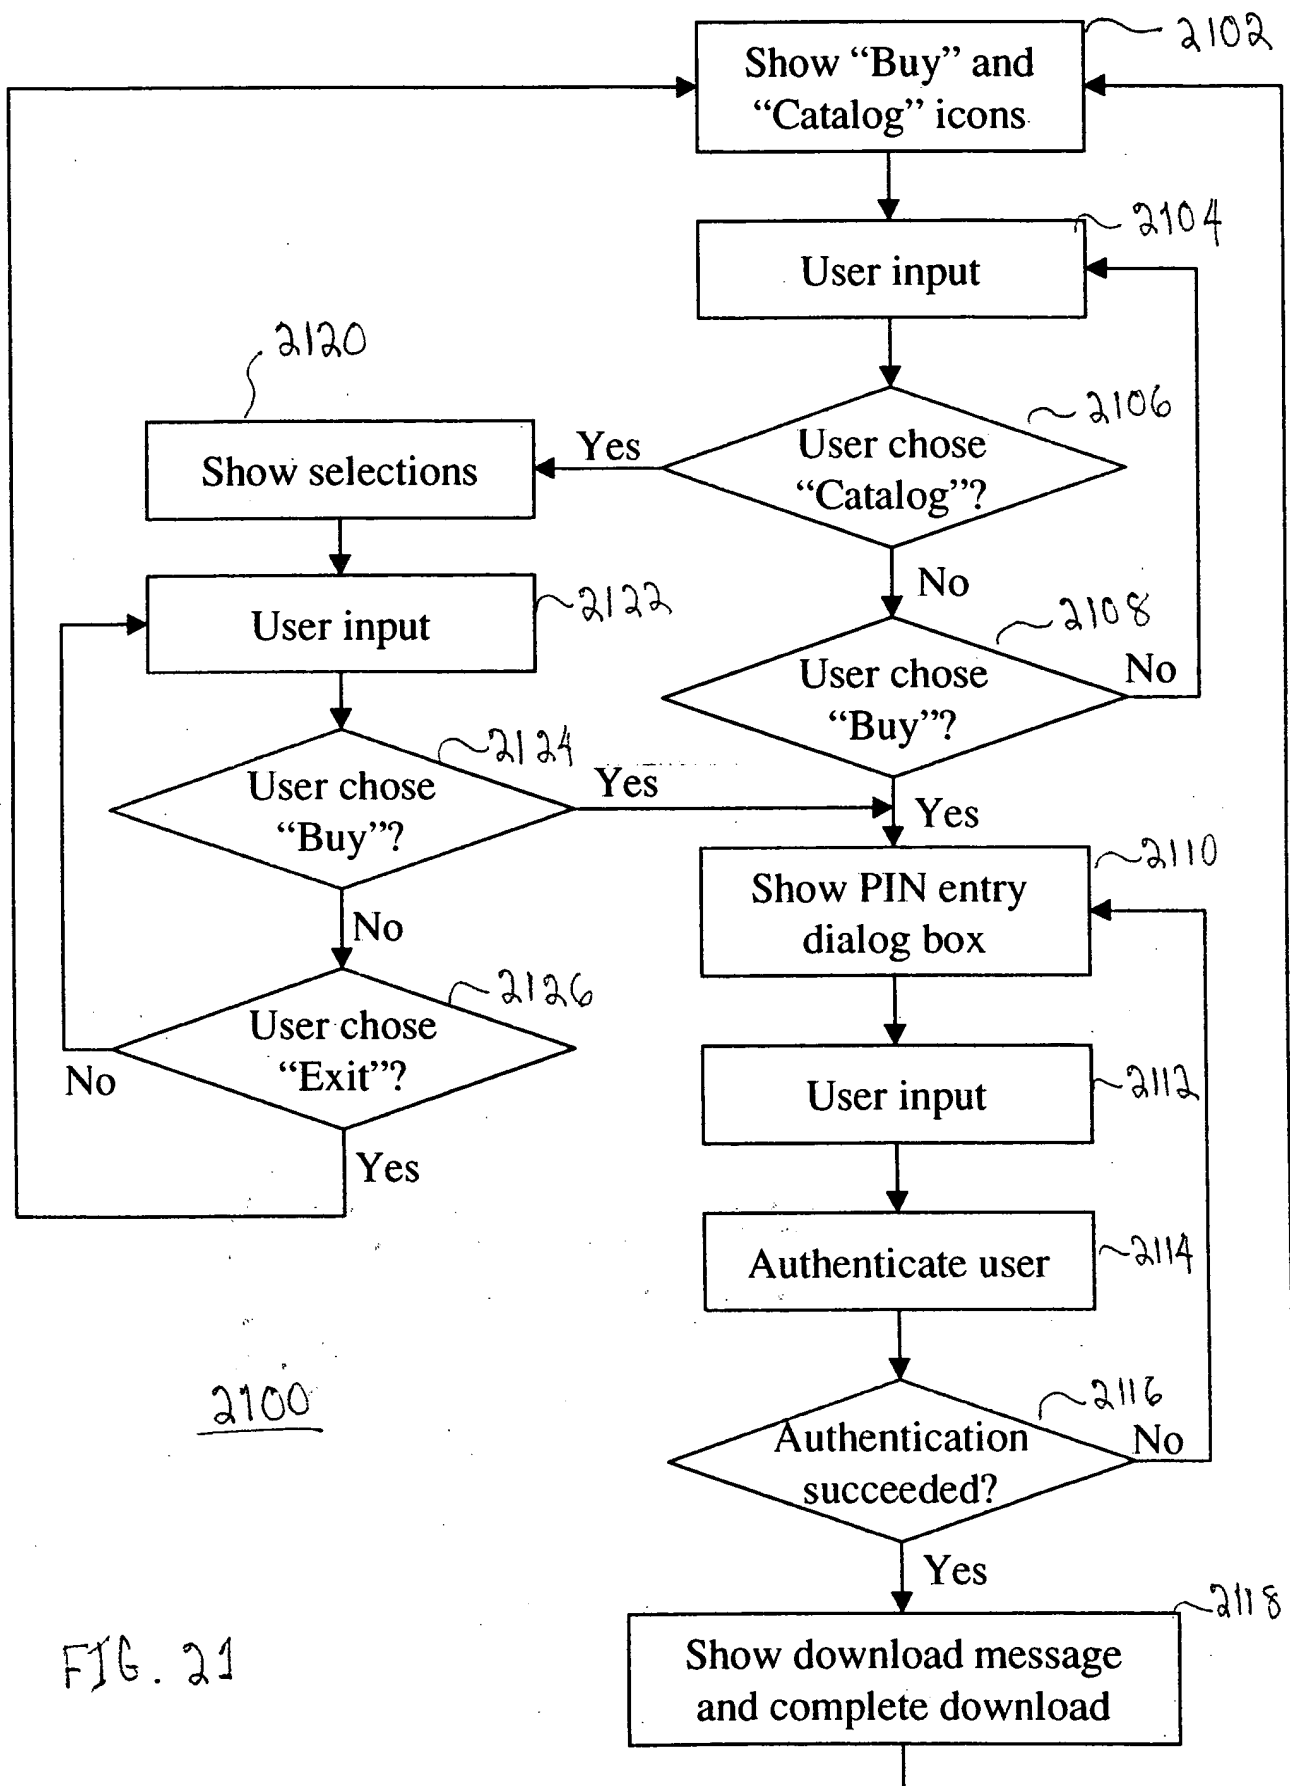 2102
Show “Buy” and
“Catalog” icons
2104
User input
2120
2106
Show selections
Yes
User chose
“Catalog”?
No
User input
2122
2108
User chose
“Buy”?
No
2124
User chose
“Buy”?
Yes
Yes
2110
Show PIN entry
dialog box
No
2126
User chose
“Exit”?
No
Yes
User input
2112
Authenticate user
2114
2100
2116
Authentication
succeeded?
No
Yes
2118
Show download message
and complete download
FIG. 21